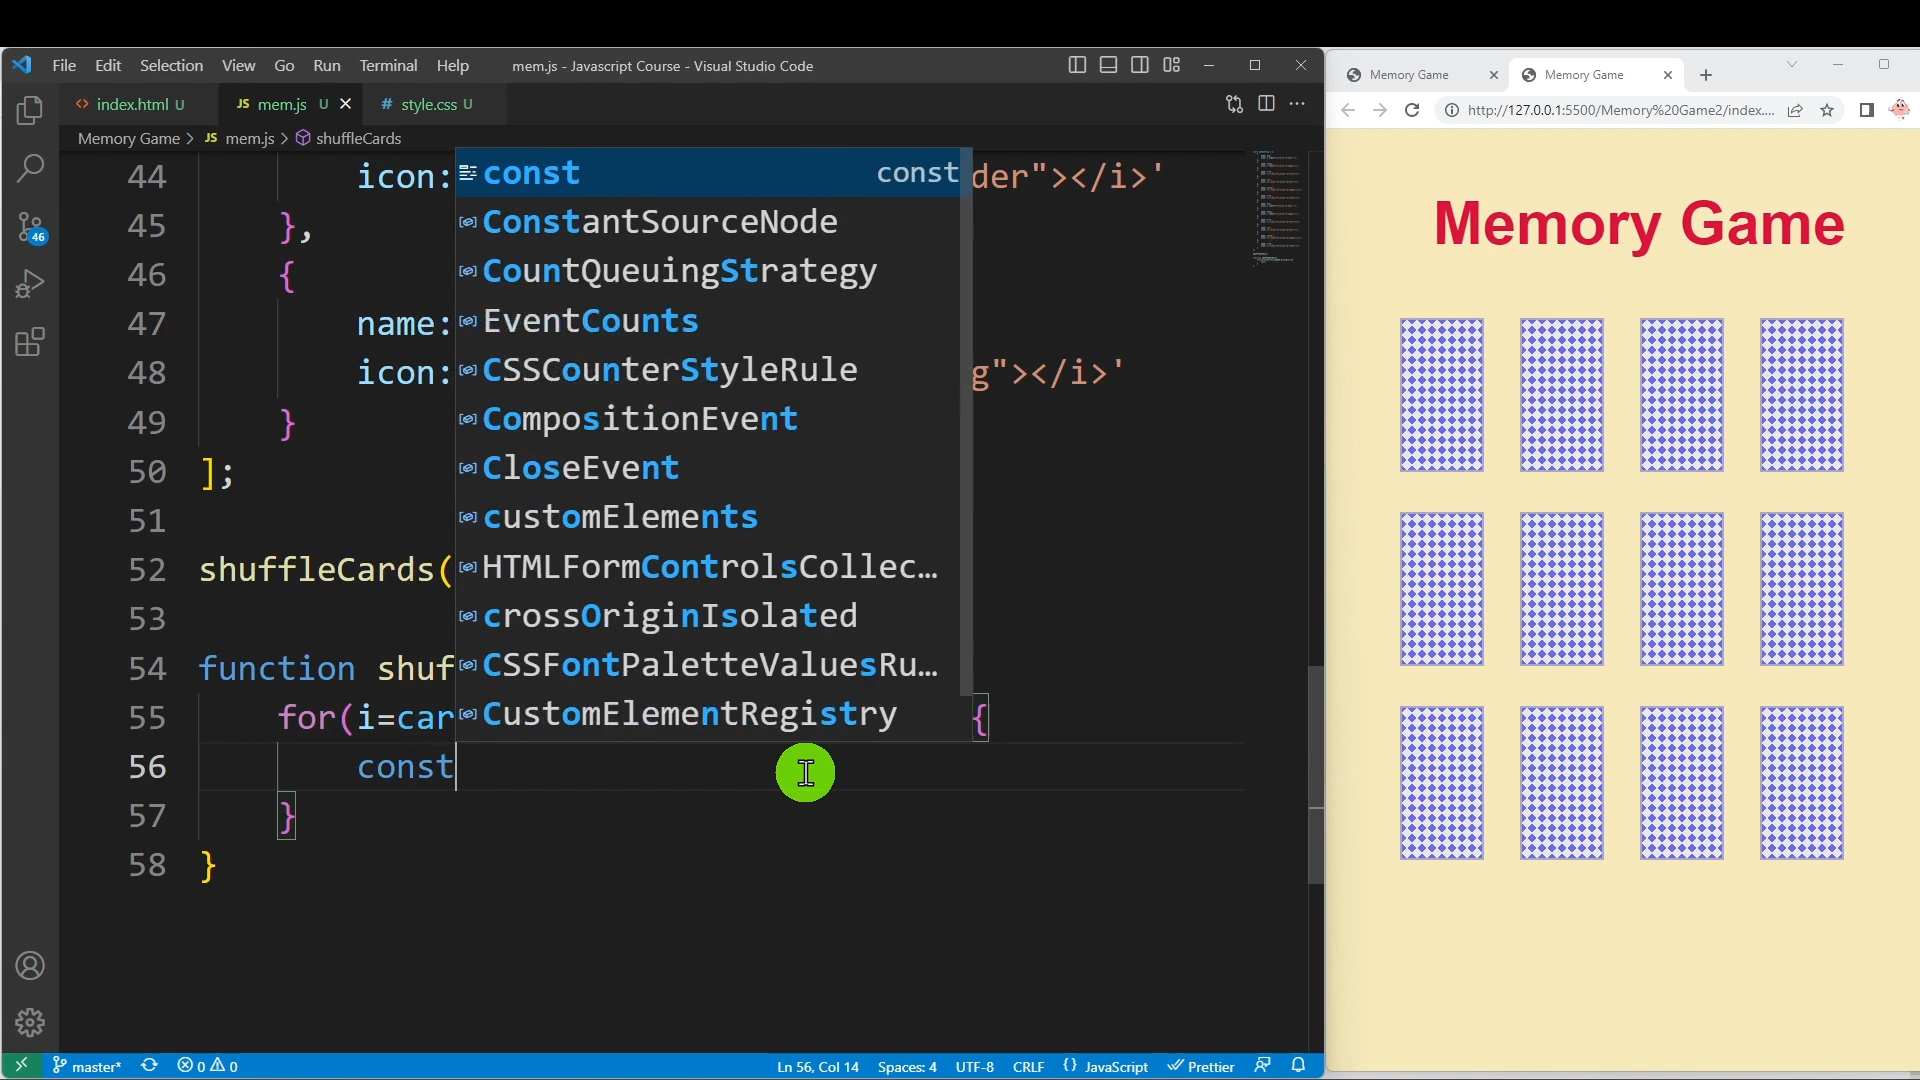 File Edit Selection View Go Run Terminal Help
mem.js - Javascript Course - Visual Studio Code
<> index.html U
JS mem.js U
# style.css U
Memory Game > JS mem.js > shuffleCards
44 icon: der"></i>'
45 },
46 {
47 name:
48 icon: g"></i>'
49 }
50 ];
51
52 shuffleCards(
53
54 function shuf
55 for(i=car {
56 const
57 }
58 }
const const
ConstantSourceNode
CountQueuingStrategy
EventCounts
CSSCounterStyleRule
CompositionEvent
CloseEvent
customElements
HTMLFormControlsCollec…
crossOriginIsolated
CSSFontPaletteValuesRu…
CustomElementRegistry
46
master* 0 0
Ln 56, Col 14 Spaces: 4 UTF-8 CRLF {} JavaScript Prettier
Memory Game
Memory Game
http://127.0.0.1:5500/Memory%20Game2/index....
Memory Game